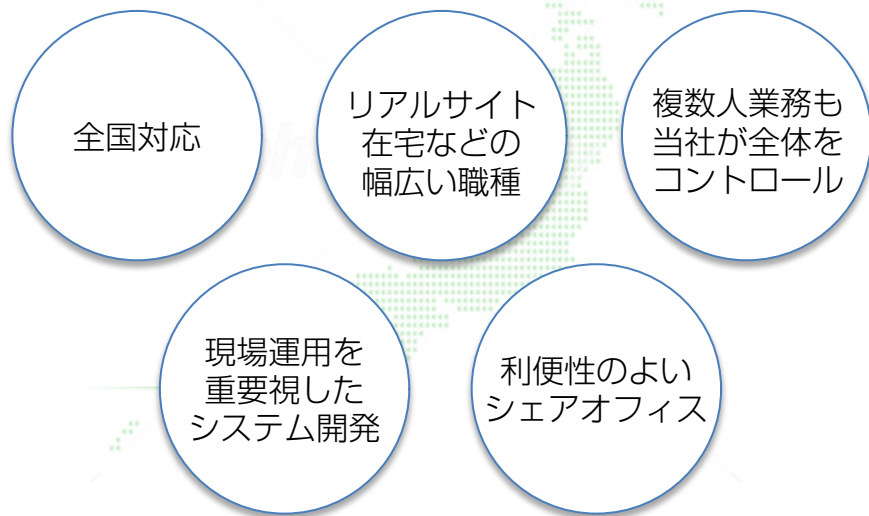 全国対応
リアルサイト
在宅などの
幅広い職種
複数人業務も
当社が全体を
コントロール
現場運用を
重要視した
システム開発
利便性のよい
シェアオフィス